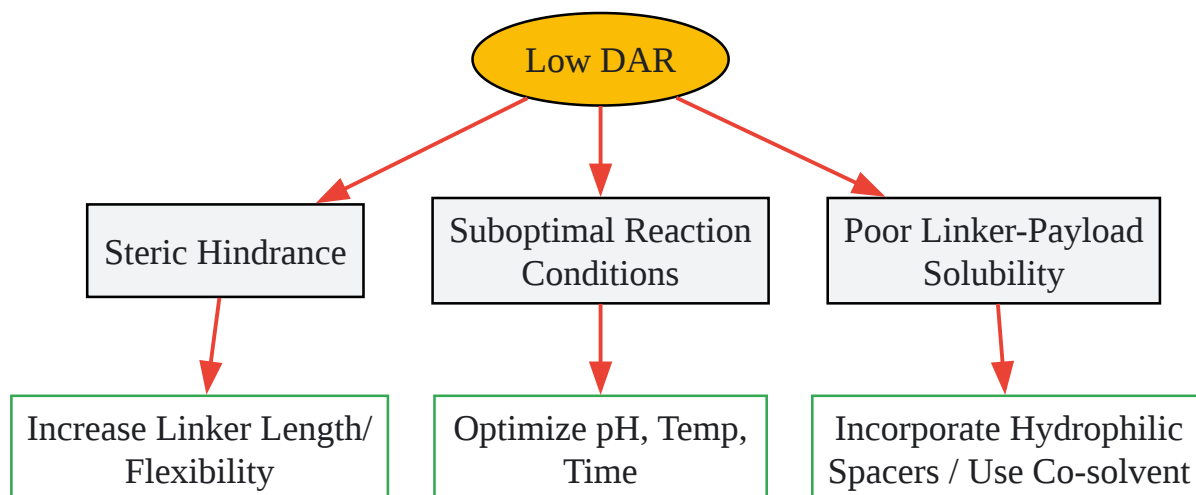 Low DAR
Steric Hindrance
Suboptimal Reaction
Conditions
Poor Linker-Payload
Solubility
Increase Linker Length/
Flexibility
Optimize pH, Temp,
Time
Incorporate Hydrophilic
Spacers / Use Co-solvent